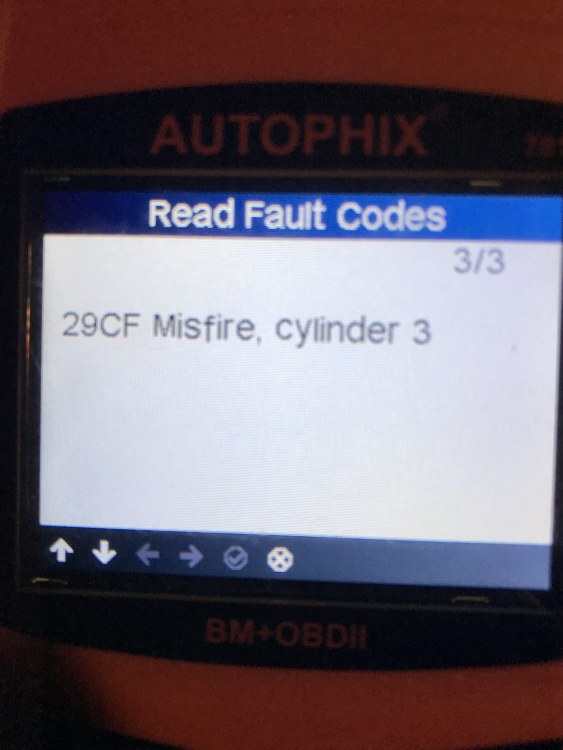 AUTOPHIX
Read Fault Codes
3/3
29CF Misfire, cylinder 3
BM+OBDII